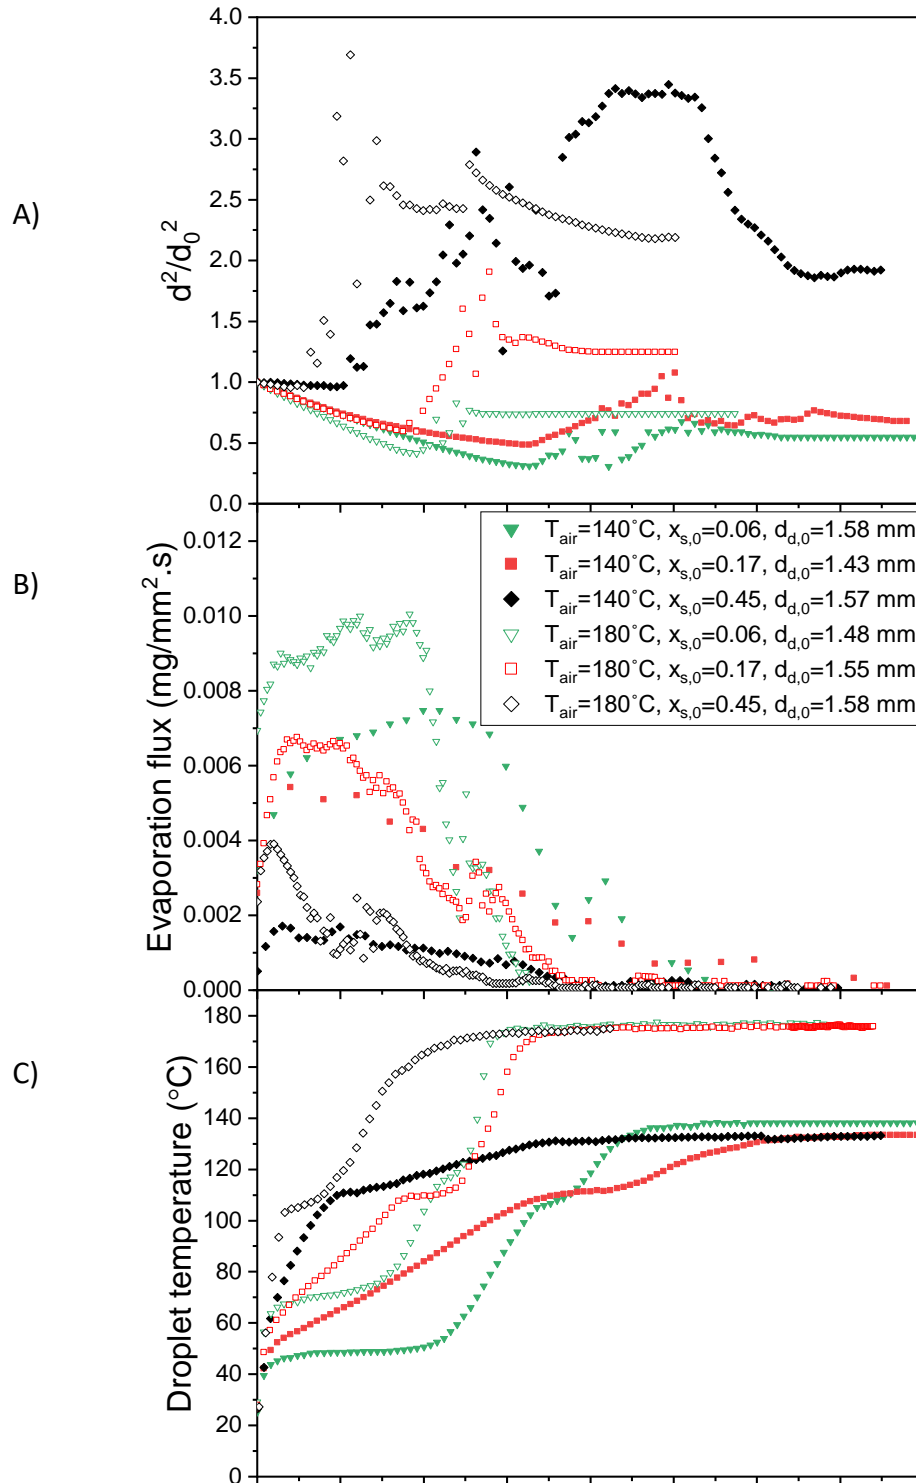 A)
d²/d₀²
4.0
3.5
3.0
2.5
2.0
1.5
1.0
0.5
0.0
B)
Evaporation flux (mg/mm².s)
0.012
0.010
0.008
0.006
0.004
0.002
0.000
T_air=140˚C, x_s,0=0.06, d_d,0=1.58 mm
T_air=140˚C, x_s,0=0.17, d_d,0=1.43 mm
T_air=140˚C, x_s,0=0.45, d_d,0=1.57 mm
T_air=180˚C, x_s,0=0.06, d_d,0=1.48 mm
T_air=180˚C, x_s,0=0.17, d_d,0=1.55 mm
T_air=180˚C, x_s,0=0.45, d_d,0=1.58 mm
C)
Droplet temperature (°C)
180
160
140
120
100
80
60
40
20
0